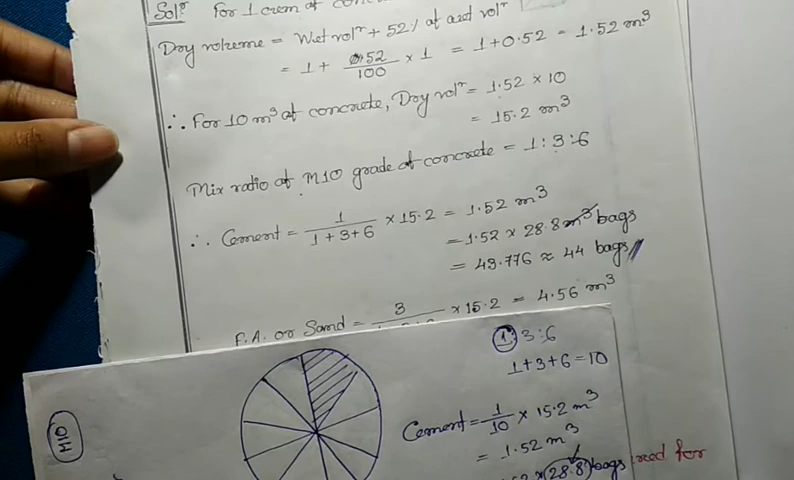 Solⁿ: For 1 cum of
Dry volume = Wet volⁿ + 52% of wet volⁿ
= 1 + 0.52/100 × 1 = 1+0.52 = 1.52 m³
∴ For 10 m³ of concrete, Dry volⁿ = 1.52 × 10
= 15.2 m³
Mix ratio of M10 grade of concrete = 1:3:6
∴ Cement = 1/(1+3+6) × 15.2 = 1.52 m³
= 1.52 × 28.8 m³ bags
= 43.776 ≈ 44 bags
F.A. or Sand = 3/ × 15.2 = 4.56 m³
1:3:6
1+3+6=10
M10
Cement = 1/10 × 15.2 m³
= 1.52 m³
52×28.8 bags
for